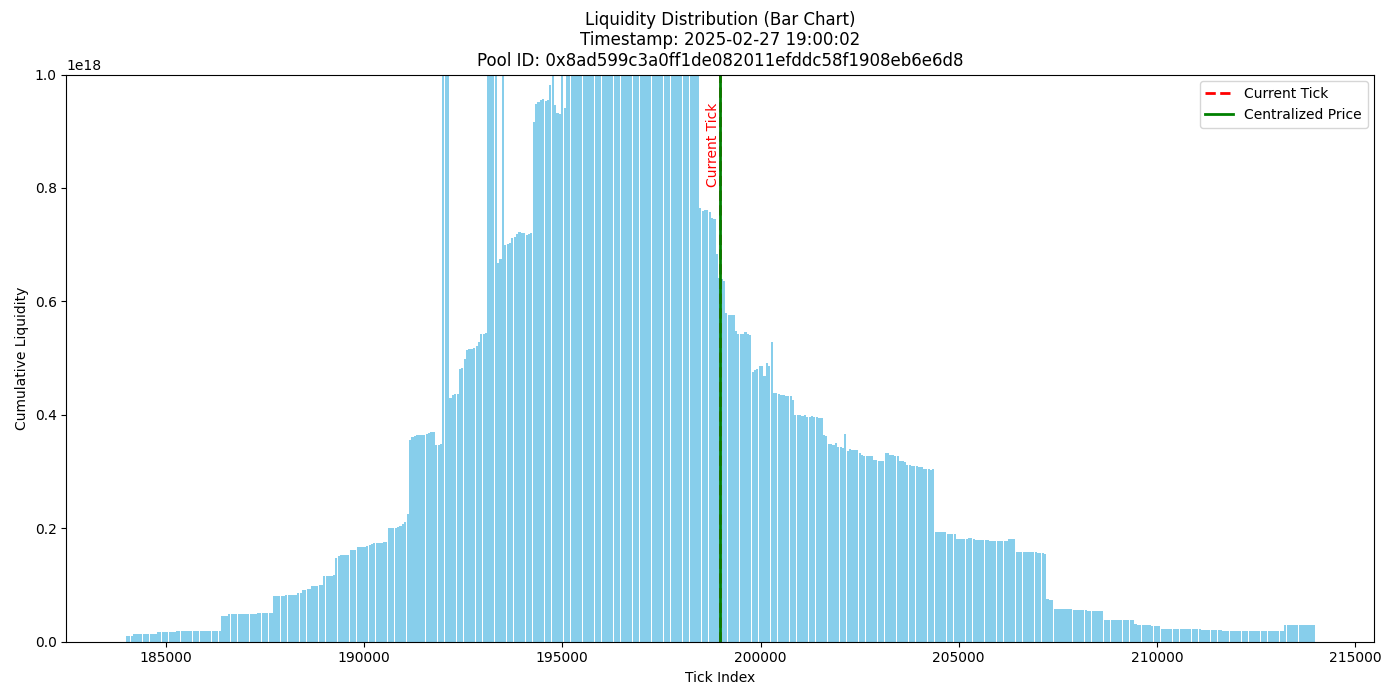 Liquidity Distribution (Bar Chart)
Timestamp: 2025-02-27 19:00:02
Pool ID: 0x8ad599c3a0ff1de082011efddc58f1908eb6e6d8
1e18
1.0
0.8
0.6
0.4
0.2
0.0
Cumulative Liquidity
Current Tick
Current Tick
Centralized Price
185000
190000
195000
200000
205000
210000
215000
Tick Index